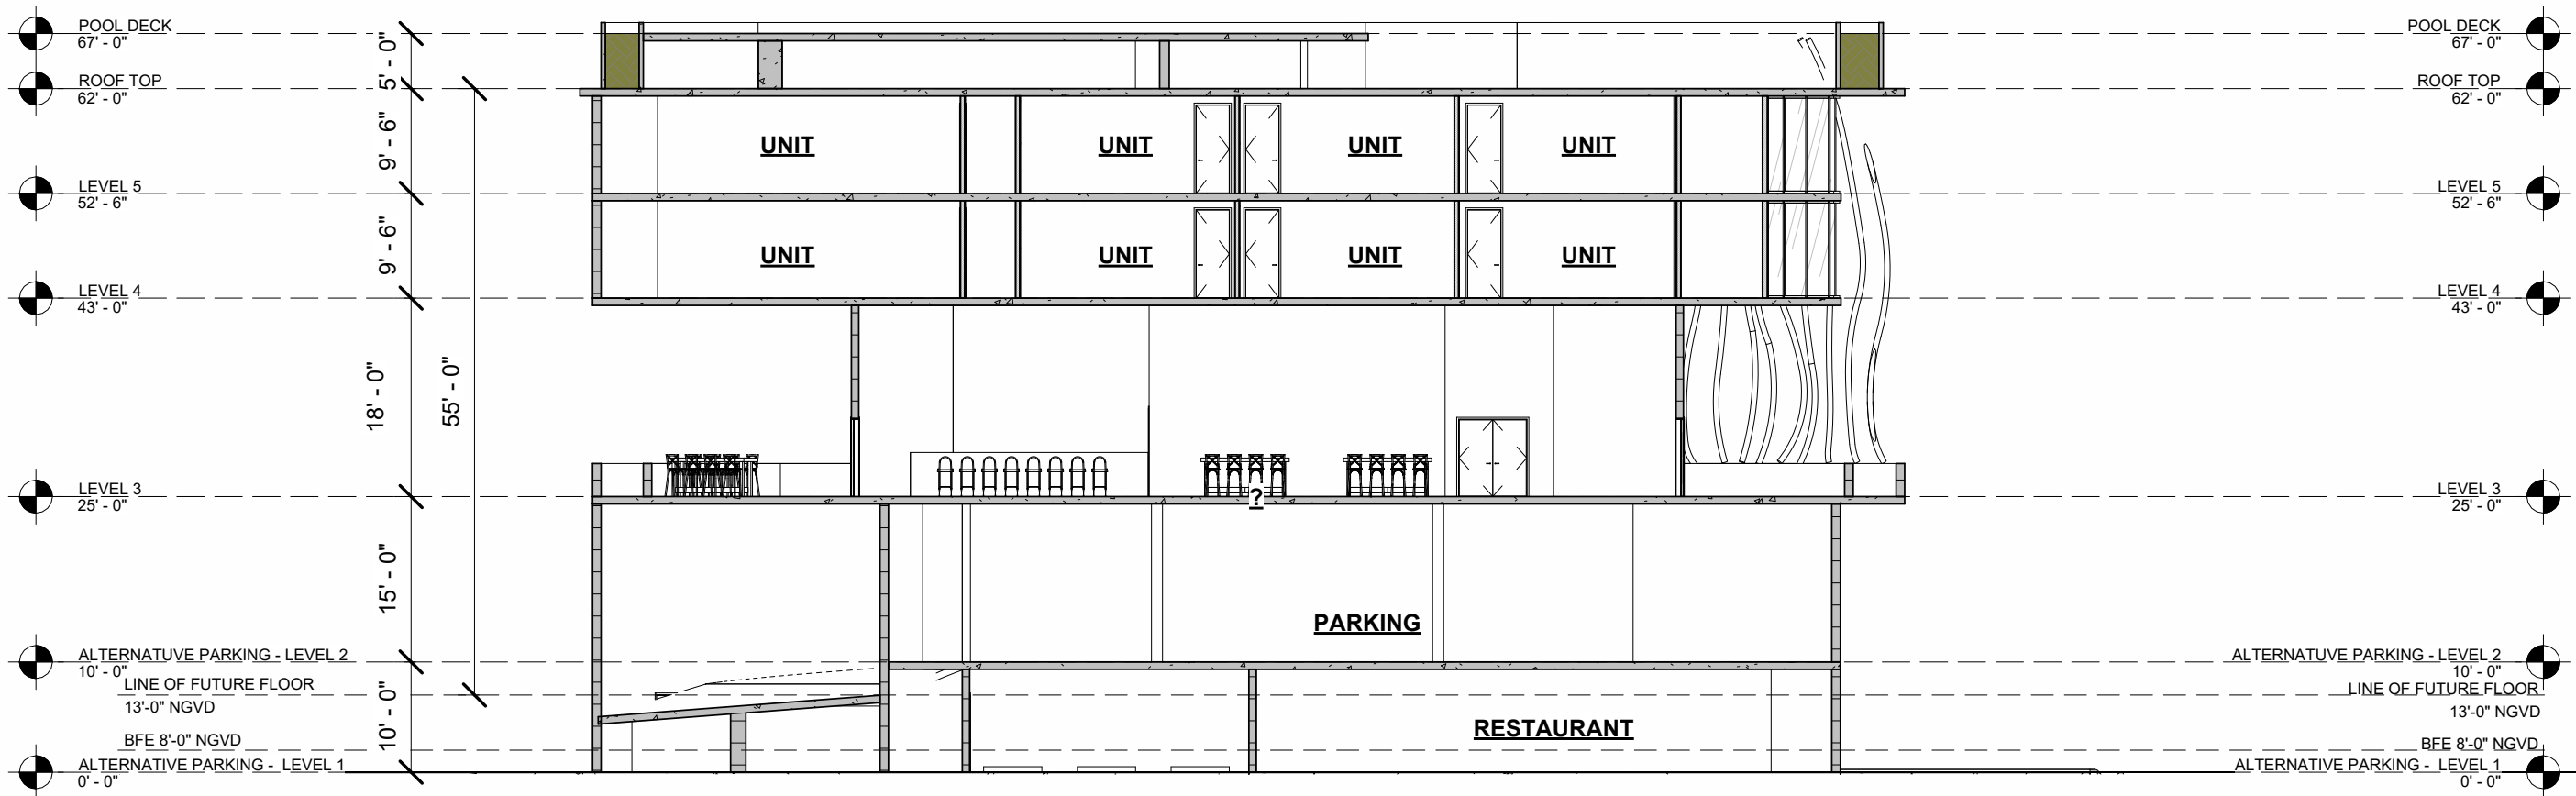 POOL DECK
67' - 0"
ROOF TOP
62' - 0"
LEVEL 5
52' - 6"
LEVEL 4
43' - 0"
LEVEL 3
25' - 0"
ALTERNATUVE PARKING - LEVEL 2
10' - 0"
LINE OF FUTURE FLOOR
13'-0" NGVD
BFE 8'-0" NGVD
ALTERNATIVE PARKING - LEVEL 1
0' - 0"
5' - 0"
9' - 6"
9' - 6"
18' - 0"
55' - 0"
15' - 0"
10' - 0"
UNIT UNIT UNIT UNIT
UNIT UNIT UNIT UNIT
?
PARKING
RESTAURANT
POOL DECK
67' - 0"
ROOF TOP
62' - 0"
LEVEL 5
52' - 6"
LEVEL 4
43' - 0"
LEVEL 3
25' - 0"
ALTERNATUVE PARKING - LEVEL 2
10' - 0"
LINE OF FUTURE FLOOR
13'-0" NGVD
BFE 8'-0" NGVD
ALTERNATIVE PARKING - LEVEL 1
0' - 0"